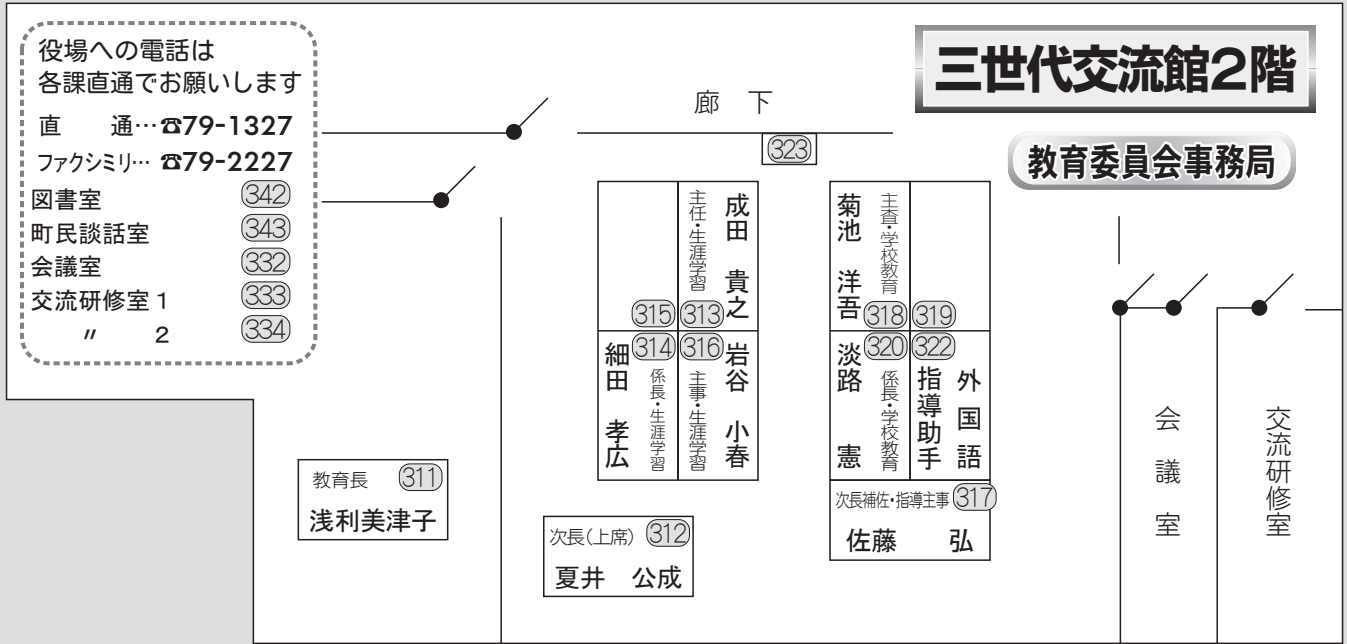 役場への電話は
各課直通でお願いします
直　　通…☎79-1327
ファクシミリ… ☎79-2227
図書室 342
町民談話室 343
会議室 332
交流研修室1 333
〃 2 334
三世代交流館2階
教育委員会事務局
廊 下
323
315
成田 貴之
主任・生涯学習
313
細田 孝広
係長・生涯学習
314
岩谷 小春
主事・生涯学習
316
菊池 洋吾
主査・学校教育
318
319
淡路 憲
係長・学校教育
320
外国語
指導助手
322
次長補佐・指導主事 317
佐藤 弘
教育長 311
浅利美津子
次長(上席) 312
夏井 公成
会議室
交流研修室